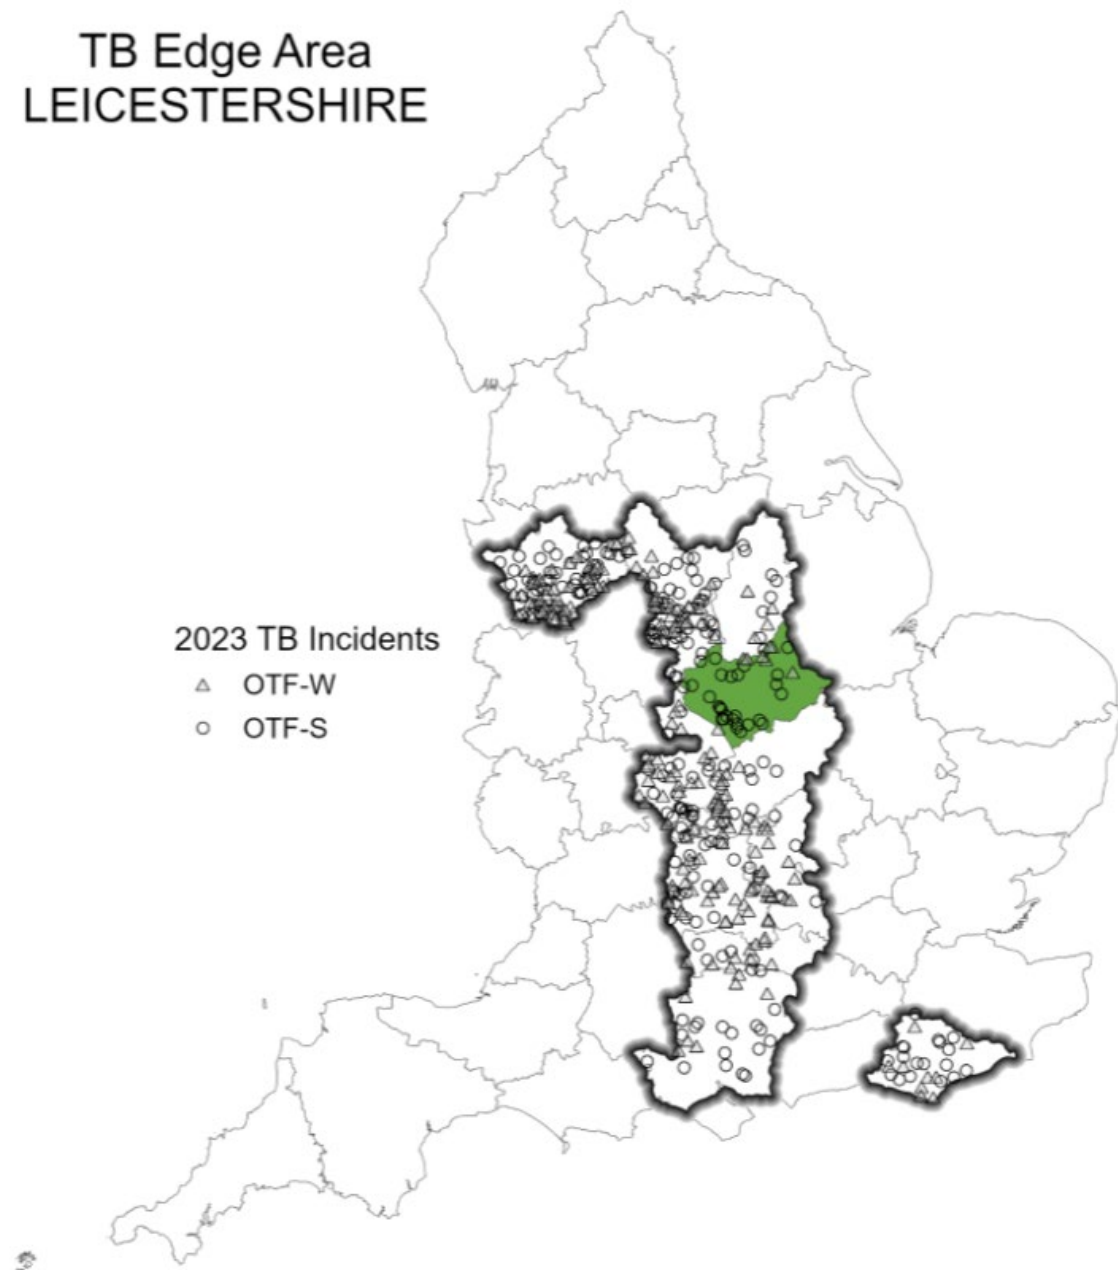 TB Edge Area
LEICESTERSHIRE
2023 TB Incidents
OTF-W
OTF-S